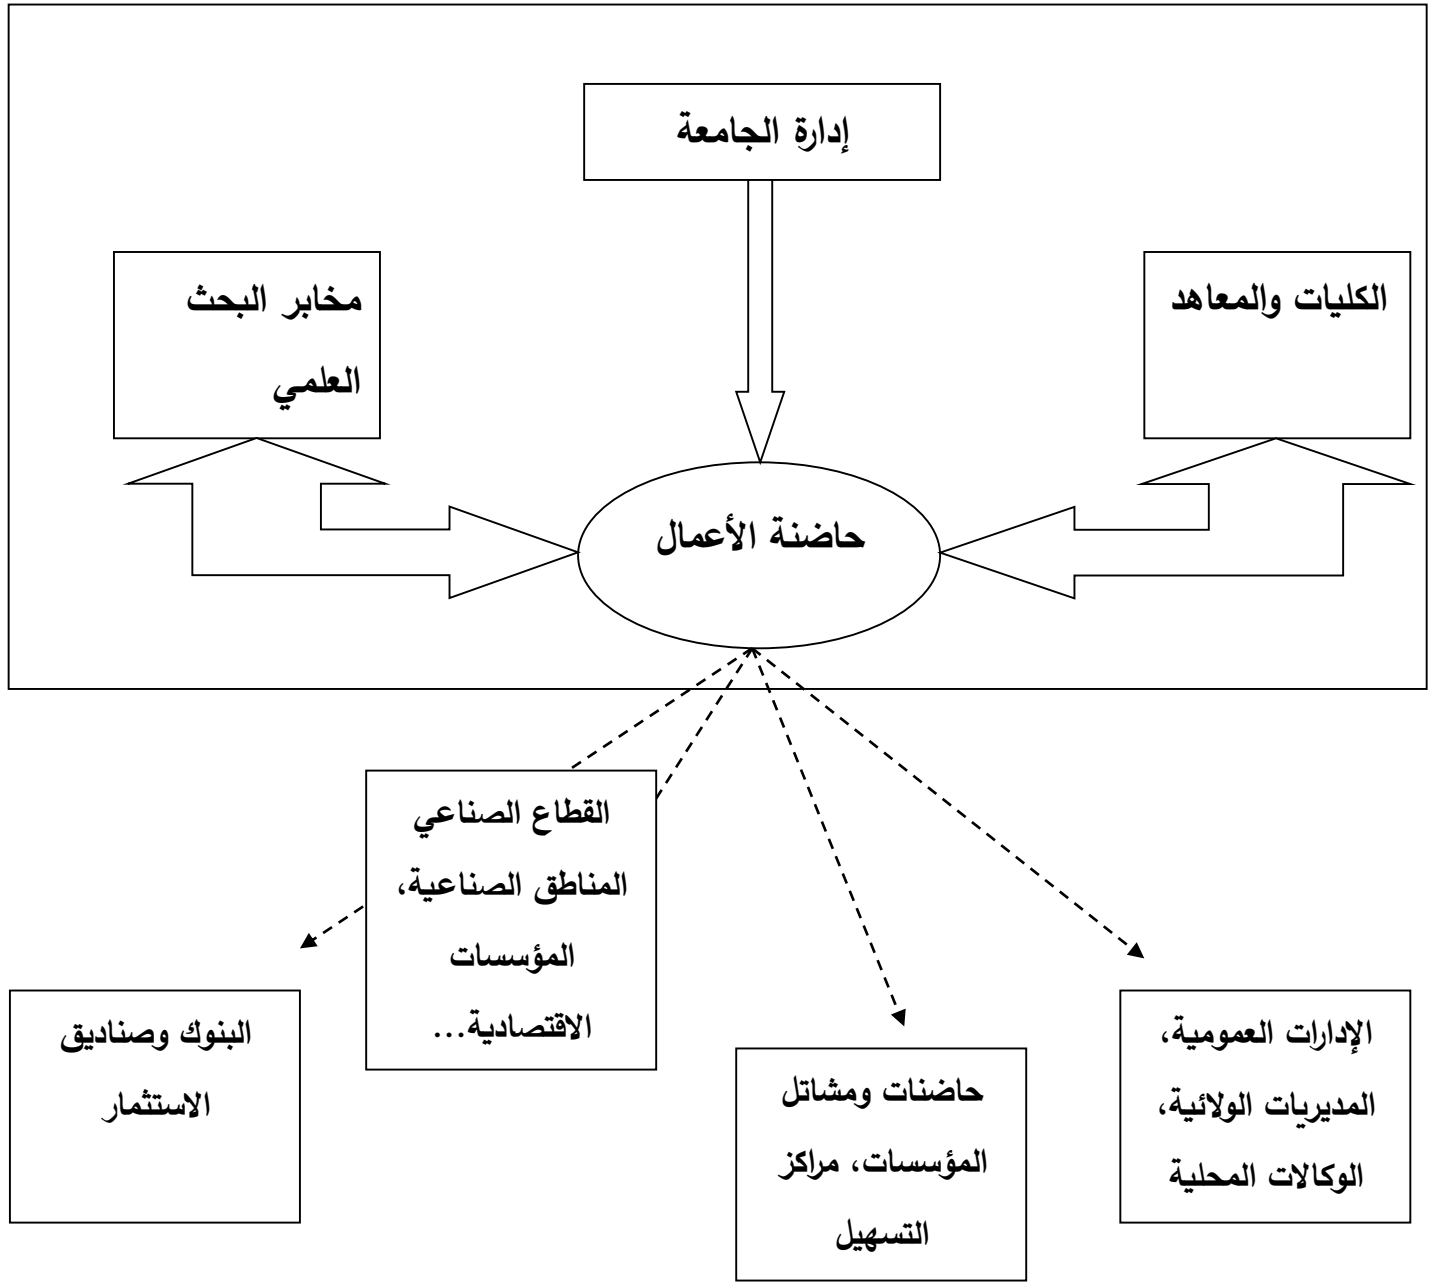 إدارة الجامعة
الكليات والمعاهد
مخابر البحث
العلمي
حاضنة الأعمال
القطاع الصناعي
المناطق الصناعية،
المؤسسات
الاقتصادية...
الإدارات العمومية،
المديريات الولائية،
الوكالات المحلية
حاضنات ومشاتل
المؤسسات، مراكز
التسهيل
البنوك وصناديق
الاستثمار